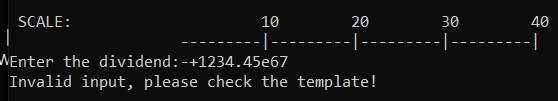 SCALE:                    10        20        30        40
                  ---------|---------|---------|---------|
Enter the dividend:-+1234.45e67
Invalid input, please check the template!